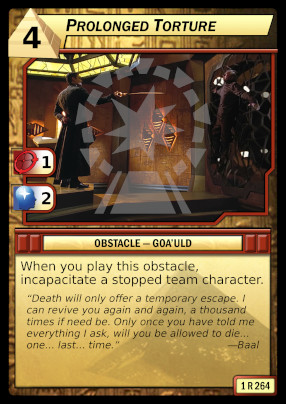 PROLONGED TORTURE
4
1
2
OBSTACLE — GOA'ULD
When you play this obstacle,
incapacitate a stopped team character.
“Death will only offer a temporary escape. I
can revive you again and again, a thousand
times if need be. Only once you have told me
everything I ask, will you be allowed to die...
one... last... time.” —Baal
1 R 264